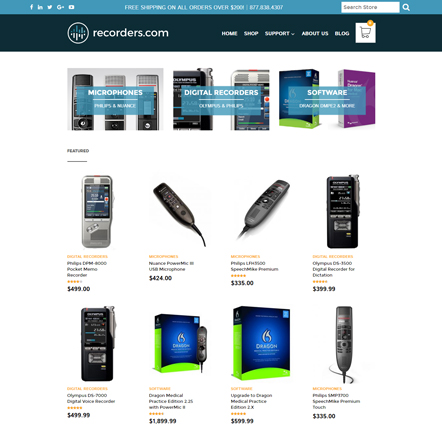 FREE SHIPPING ON ALL ORDERS OVER $200! | 877.838.4307
Search Store
recorders.com
HOME SHOP SUPPORT ABOUT US BLOG
MICROPHONES
PHILIPS & NUANCE
DIGITAL RECORDERS
OLYMPUS & PHILIPS
SOFTWARE
DRAGON DMPE2 & MORE
FEATURED
DIGITAL RECORDERS
Philips DPM-8000
Pocket Memo
Recorder
$499.00
MICROPHONES
Nuance PowerMic III
USB Microphone
$424.00
MICROPHONES
Philips LFH3500
SpeechMike Premium
$335.00
DIGITAL RECORDERS
Olympus DS-3500
Digital Recorder for
Dictation
$399.99
DIGITAL RECORDERS
Olympus DS-7000
Digital Voice Recorder
$499.99
SOFTWARE
Dragon Medical
Practice Edition 2.25
with PowerMic II
$1,899.99
SOFTWARE
Upgrade to Dragon
Medical Practice
Edition 2.X
$599.99
MICROPHONES
Philips SMP3700
SpeechMike Premium
Touch
$335.00